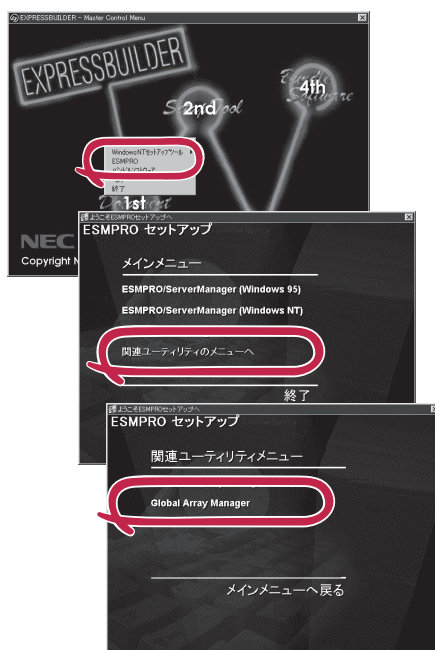 EXPRESSBUILDER - Master Control Menu
EXPRESSBUILDER
4th
2nd
WindowsNTセットアップツール
ESMPRO
終了
1st
NEC
Copyright
ようこそESMPROセットアップへ
ESMPRO セットアップ
メインメニュー
ESMPRO/ServerManager (Windows 95)
ESMPRO/ServerManager (Windows NT)
関連ユーティリティのメニューへ
終了
ようこそESMPROセットアップへ
ESMPRO セットアップ
関連ユーティリティメニュー
Global Array Manager
メインメニューへ戻る